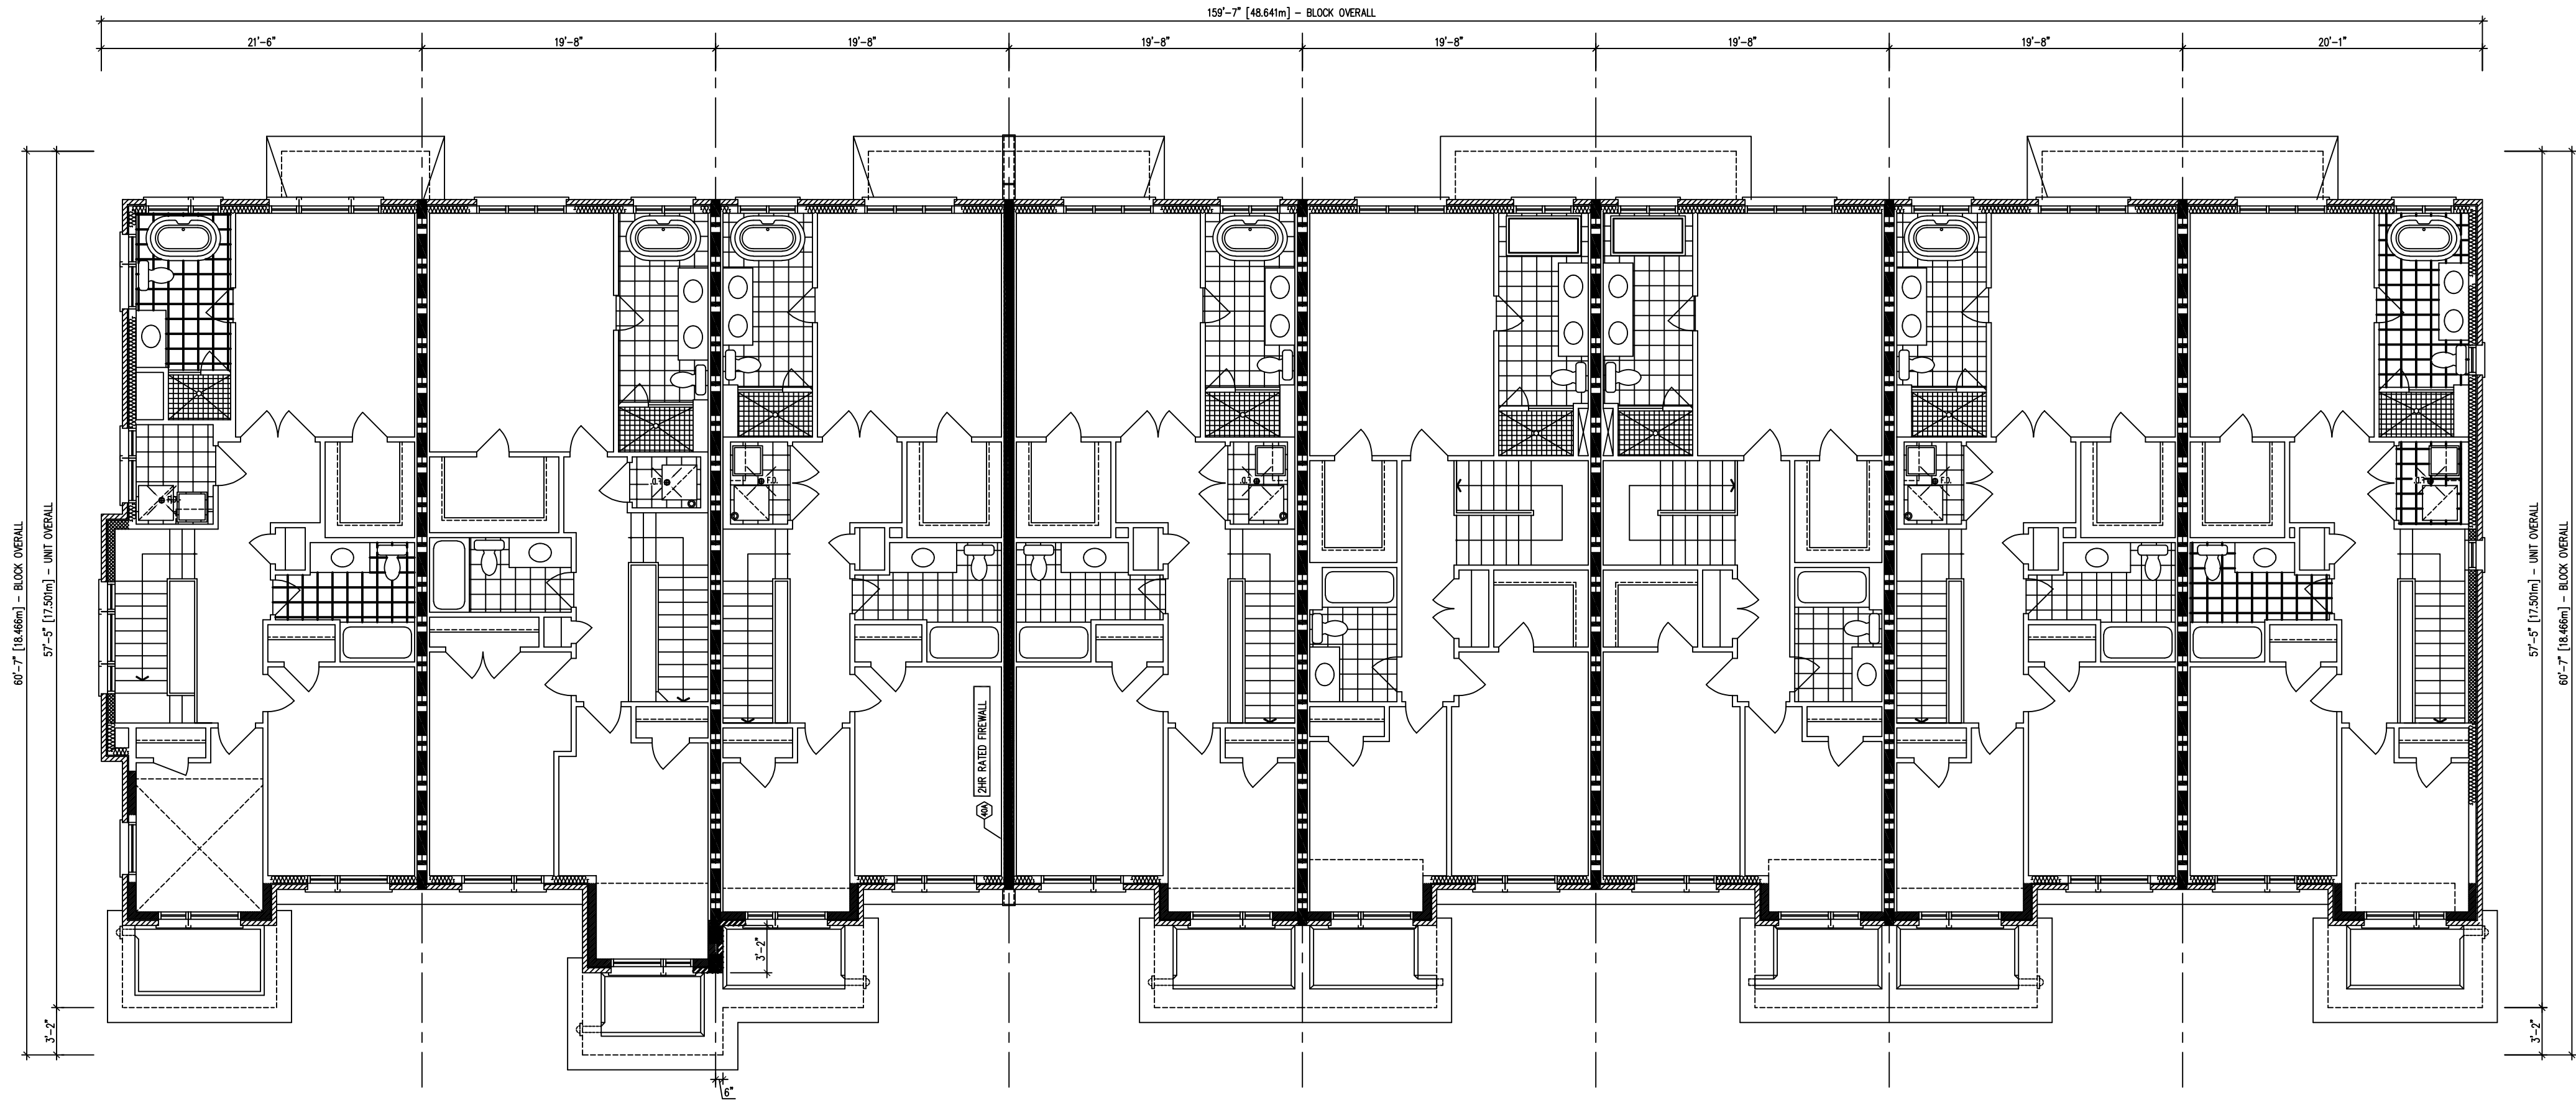 159'-7" [48.641m] – BLOCK OVERALL
21'-6"
19'-8"
19'-8"
19'-8"
19'-8"
19'-8"
19'-8"
20'-1"
60'-7" [18.466m] – BLOCK OVERALL
57'-5" [17.501m] – UNIT OVERALL
3'-2"
F.D.
F.D.
F.D.
F.D.
F.D.
F.D.
2HR RATED FIREWALL
40A
3'-2"
6"
57'-5" [17.501m] – UNIT OVERALL
60'-7" [18.466m] – BLOCK OVERALL
3'-2"